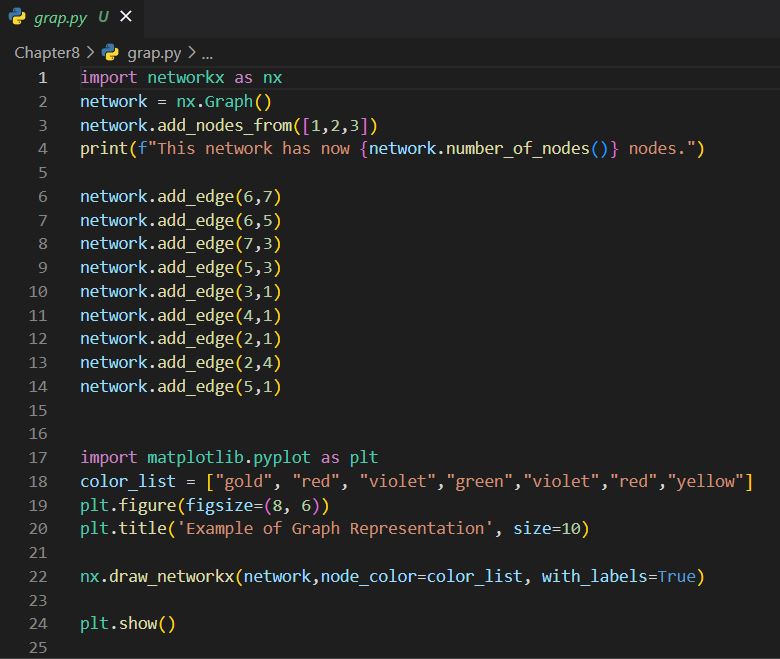 grap.py U ×
Chapter8 > grap.py > ...
1 import networkx as nx
2 network = nx.Graph()
3 network.add_nodes_from([1,2,3])
4 print(f"This network has now {network.number_of_nodes()} nodes.")
5
6 network.add_edge(6,7)
7 network.add_edge(6,5)
8 network.add_edge(7,3)
9 network.add_edge(5,3)
10 network.add_edge(3,1)
11 network.add_edge(4,1)
12 network.add_edge(2,1)
13 network.add_edge(2,4)
14 network.add_edge(5,1)
15
16
17 import matplotlib.pyplot as plt
18 color_list = ["gold", "red", "violet","green","violet","red","yellow"]
19 plt.figure(figsize=(8, 6))
20 plt.title('Example of Graph Representation', size=10)
21
22 nx.draw_networkx(network,node_color=color_list, with_labels=True)
23
24 plt.show()
25